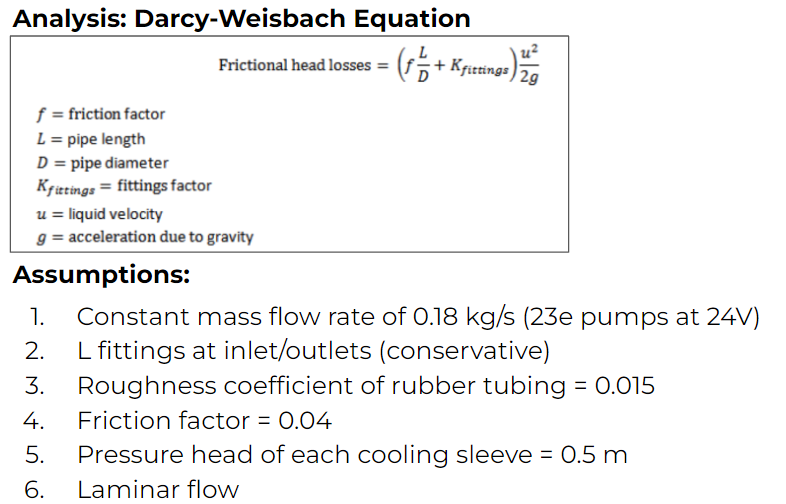 Analysis: Darcy-Weisbach Equation
Frictional head losses = (f L/D + K_fittings) u²/2g
f = friction factor
L = pipe length
D = pipe diameter
K_fittings = fittings factor
u = liquid velocity
g = acceleration due to gravity
Assumptions:
1. Constant mass flow rate of 0.18 kg/s (23e pumps at 24V)
2. L fittings at inlet/outlets (conservative)
3. Roughness coefficient of rubber tubing = 0.015
4. Friction factor = 0.04
5. Pressure head of each cooling sleeve = 0.5 m
6. Laminar flow